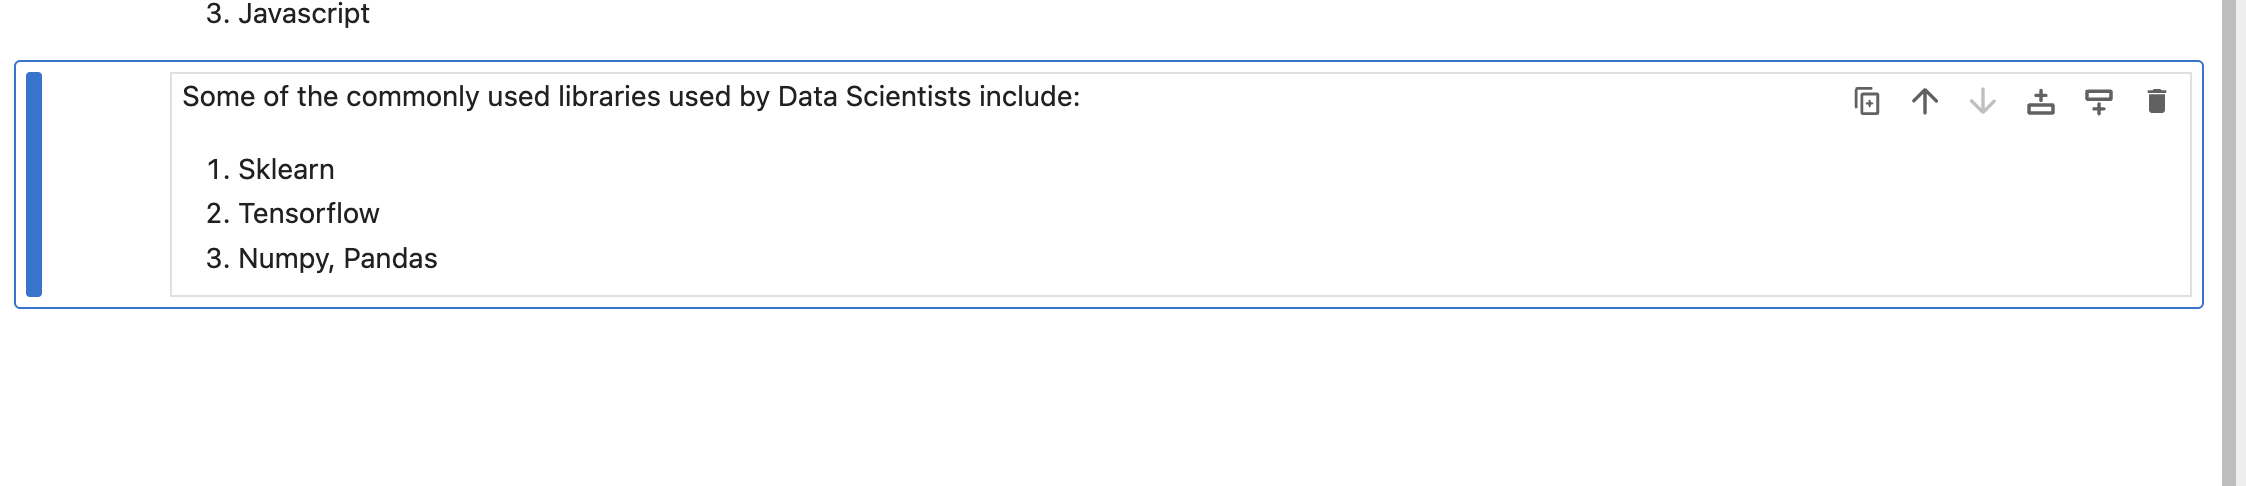 3. Javascript
Some of the commonly used libraries used by Data Scientists include:
1. Sklearn
2. Tensorflow
3. Numpy, Pandas